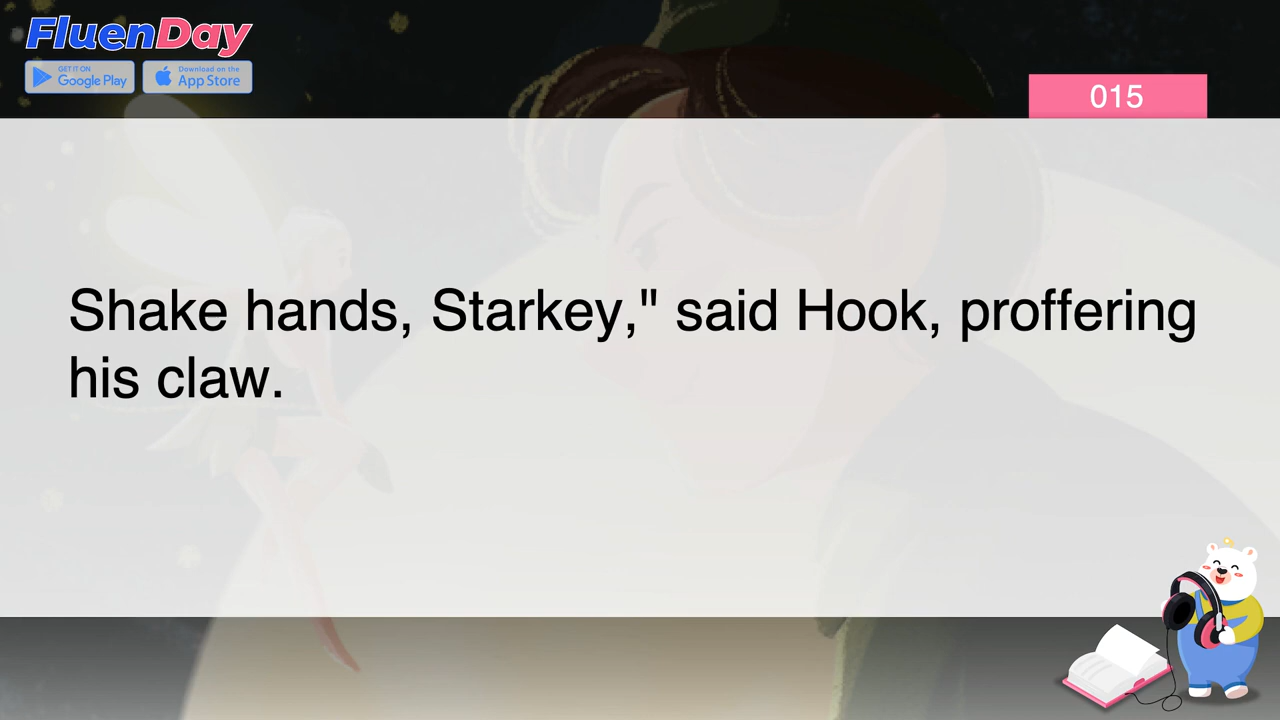 FluenDay
GET IT ON
Google Play
Download on the
App Store
015
Shake hands, Starkey," said Hook, proffering
his claw.